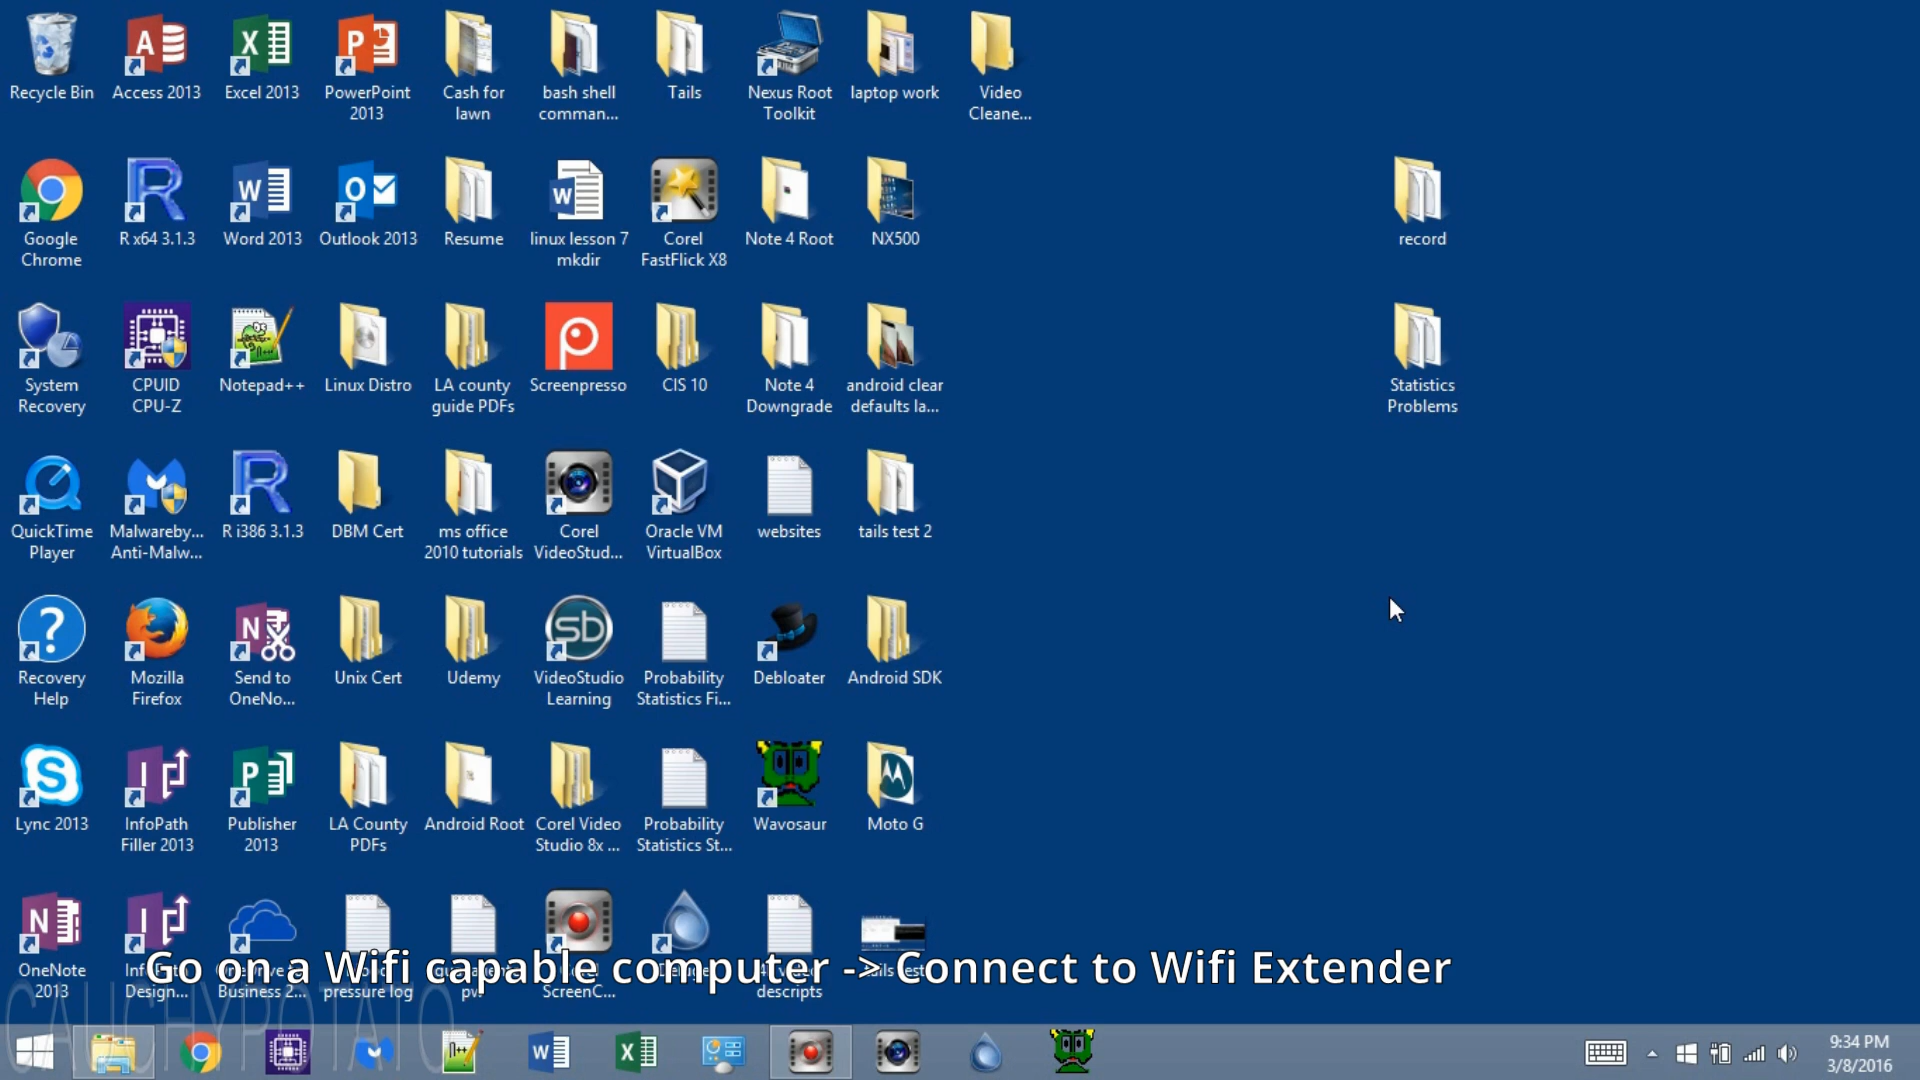 Recycle Bin
Access 2013
Excel 2013
PowerPoint
2013
Cash for
lawn
bash shell
comman...
Tails
Nexus Root
Toolkit
laptop work
Video
Cleane...
Google
Chrome
R x64 3.1.3
Word 2013
Outlook 2013
Resume
linux lesson 7
mkdir
Corel
FastFlick X8
Note 4 Root
NX500
record
System
Recovery
CPUID
CPU-Z
Notepad++
Linux Distro
LA county
guide PDFs
Screenpresso
CIS 10
Note 4
Downgrade
android clear
defaults la...
Statistics
Problems
QuickTime
Player
Malwareby...
Anti-Malw...
R i386 3.1.3
DBM Cert
ms office
2010 tutorials
Corel
VideoStud...
Oracle VM
VirtualBox
websites
tails test 2
Recovery
Help
Mozilla
Firefox
Send to
OneNo...
Unix Cert
Udemy
VideoStudio
Learning
Probability
Statistics Fi...
Debloater
Android SDK
Lync 2013
InfoPath
Filler 2013
Publisher
2013
LA County
PDFs
Android Root
Corel Video
Studio 8x ...
Probability
Statistics St...
Wavosaur
Moto G
OneNote
2013
Design...
Business 2...
pressure log
pw
ScreenC...
descripts
Go on a Wifi capable computer -> Connect to Wifi Extender
CAUCHYPOTATO
9:34 PM
3/8/2016